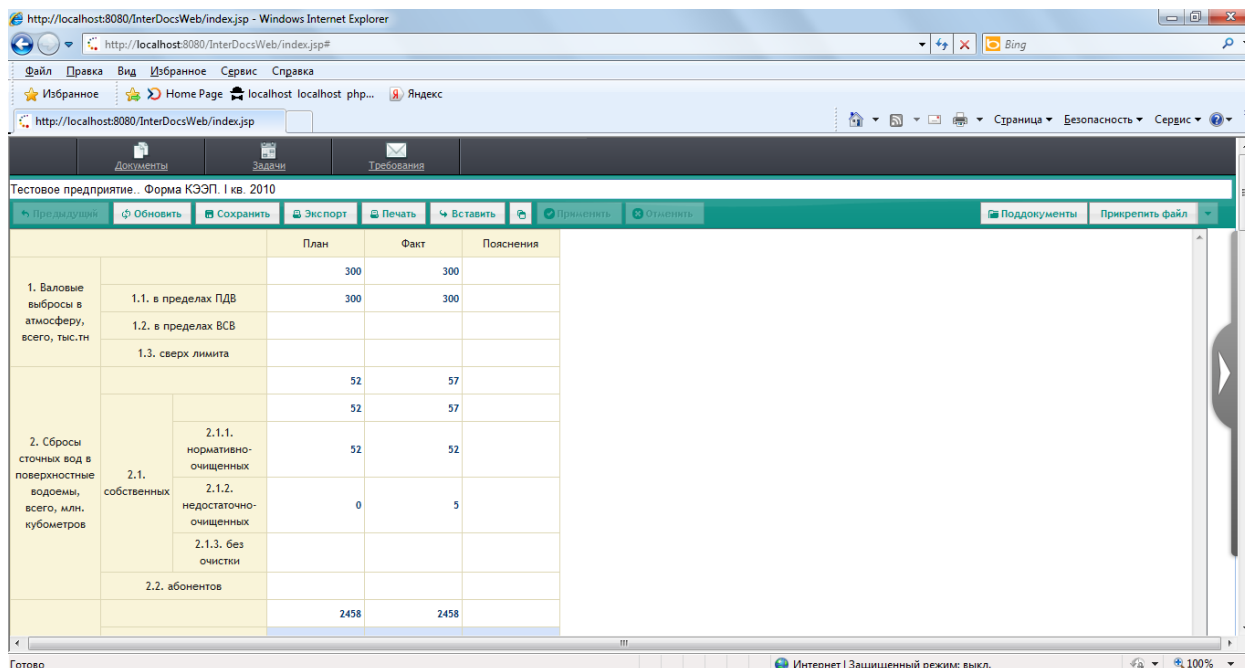 http://localhost:8080/InterDocsWeb/index.jsp - Windows Internet Explorer
http://localhost:8080/InterDocsWeb/index.jsp#
Bing
Файл Правка Вид Избранное Сервис Справка
Избранное Home Page localhost localhost php... Яндекс
http://localhost:8080/InterDocsWeb/index.jsp
Страница Безопасность Сервис
Документы Задачи Требования
Тестовое предприятие.. Форма КЭЭП. I кв. 2010
Предыдущий Обновить Сохранить Экспорт Печать Вставить Применить Отменить Поддокументы Прикрепить файл
План Факт Пояснения
1. Валовые
выбросы в
атмосферу,
всего, тыс.тн
300 300
1.1. в пределах ПДВ 300 300
1.2. в пределах ВСВ
1.3. сверх лимита
2. Сбросы
сточных вод в
поверхностные
водоемы,
всего, млн.
кубометров
52 57
2.1.
собственных
52 57
2.1.1.
нормативно-
очищенных
52 52
2.1.2.
недостаточно-
очищенных
0 5
2.1.3. без
очистки
2.2. абонентов
2458 2458
Готово Интернет | Защищенный режим: выкл. 100%